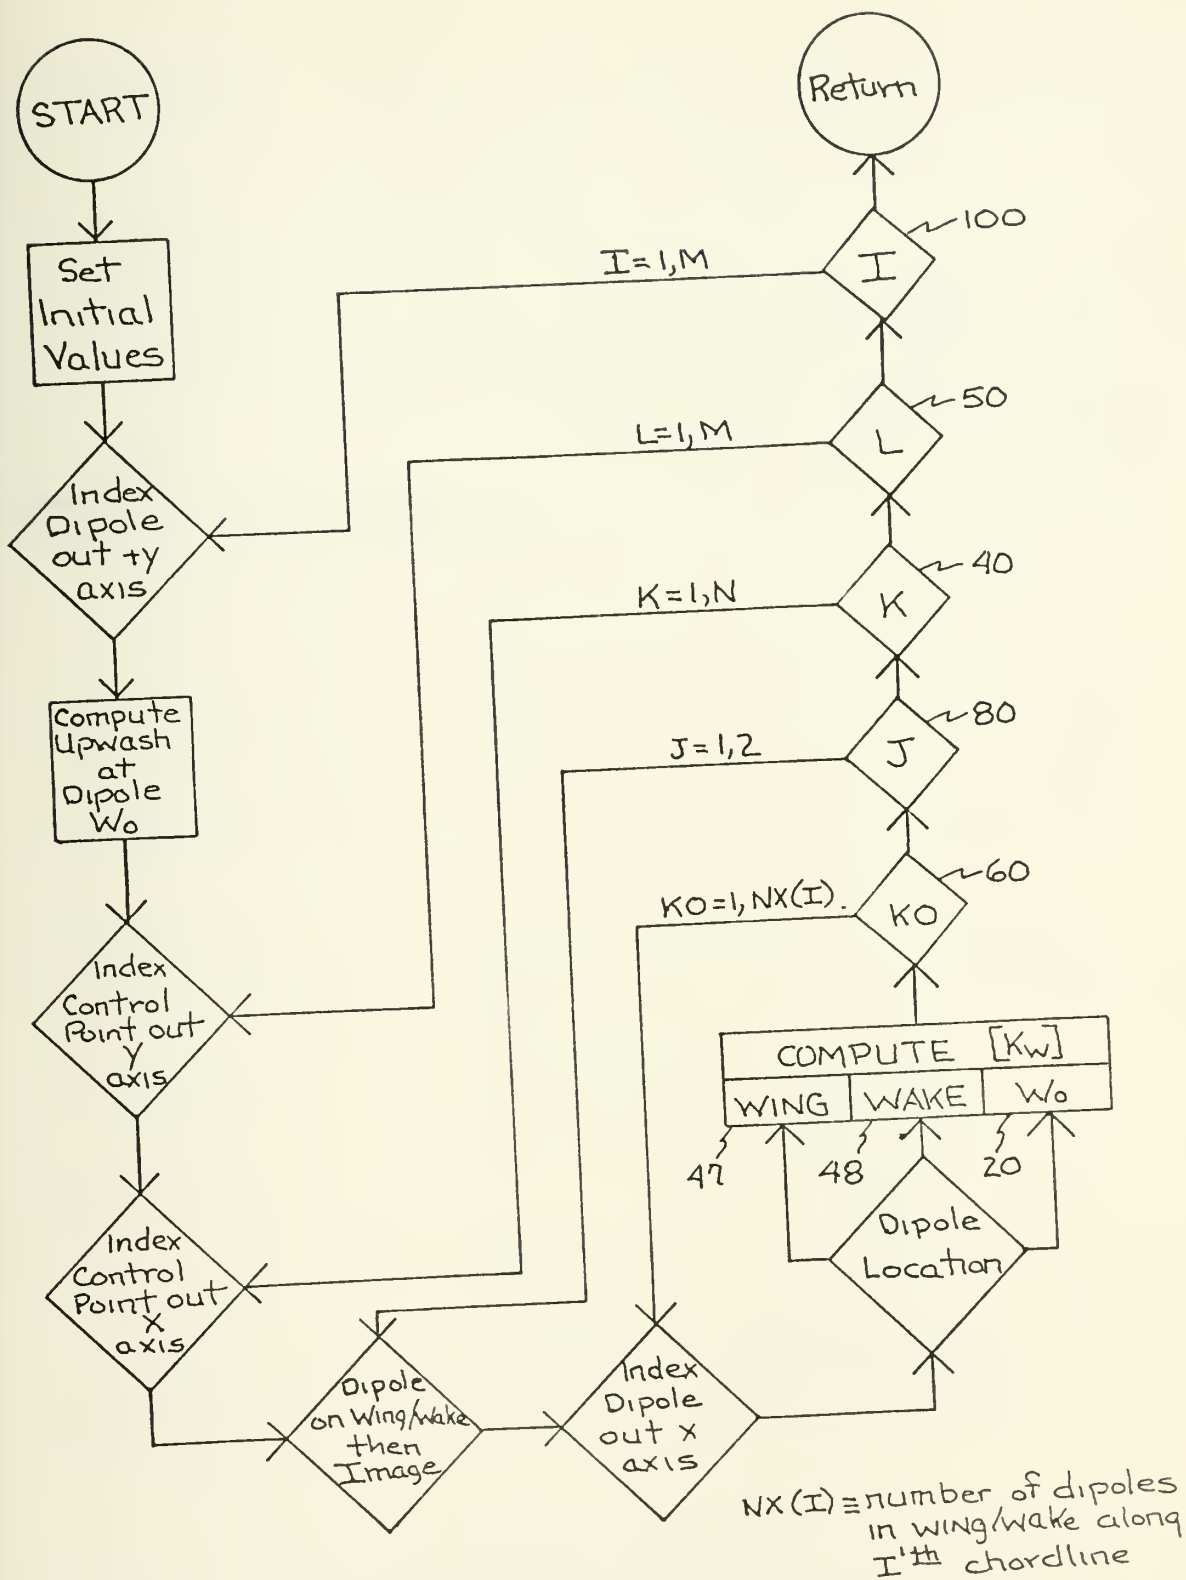 START
Set
Initial
Values
Index
Dipole
out +y
axis
Compute
Upwash
at
Dipole
Wo
Index
Control
Point out
Y
axis
Index
Control
Point out
X
axis
Dipole
on Wing/Wake
then
Image
Index
Dipole
out x
axis
Dipole
Location
COMPUTE [Kw]
WING
WAKE
Wo
47
48
20
KO
60
KO=1,NX(I).
J
80
J=1,2
K
40
K=1,N
L
50
L=1,M
I
100
I=1,M
Return
NX(I)≡number of dipoles
in wing/wake along
I'th chordline